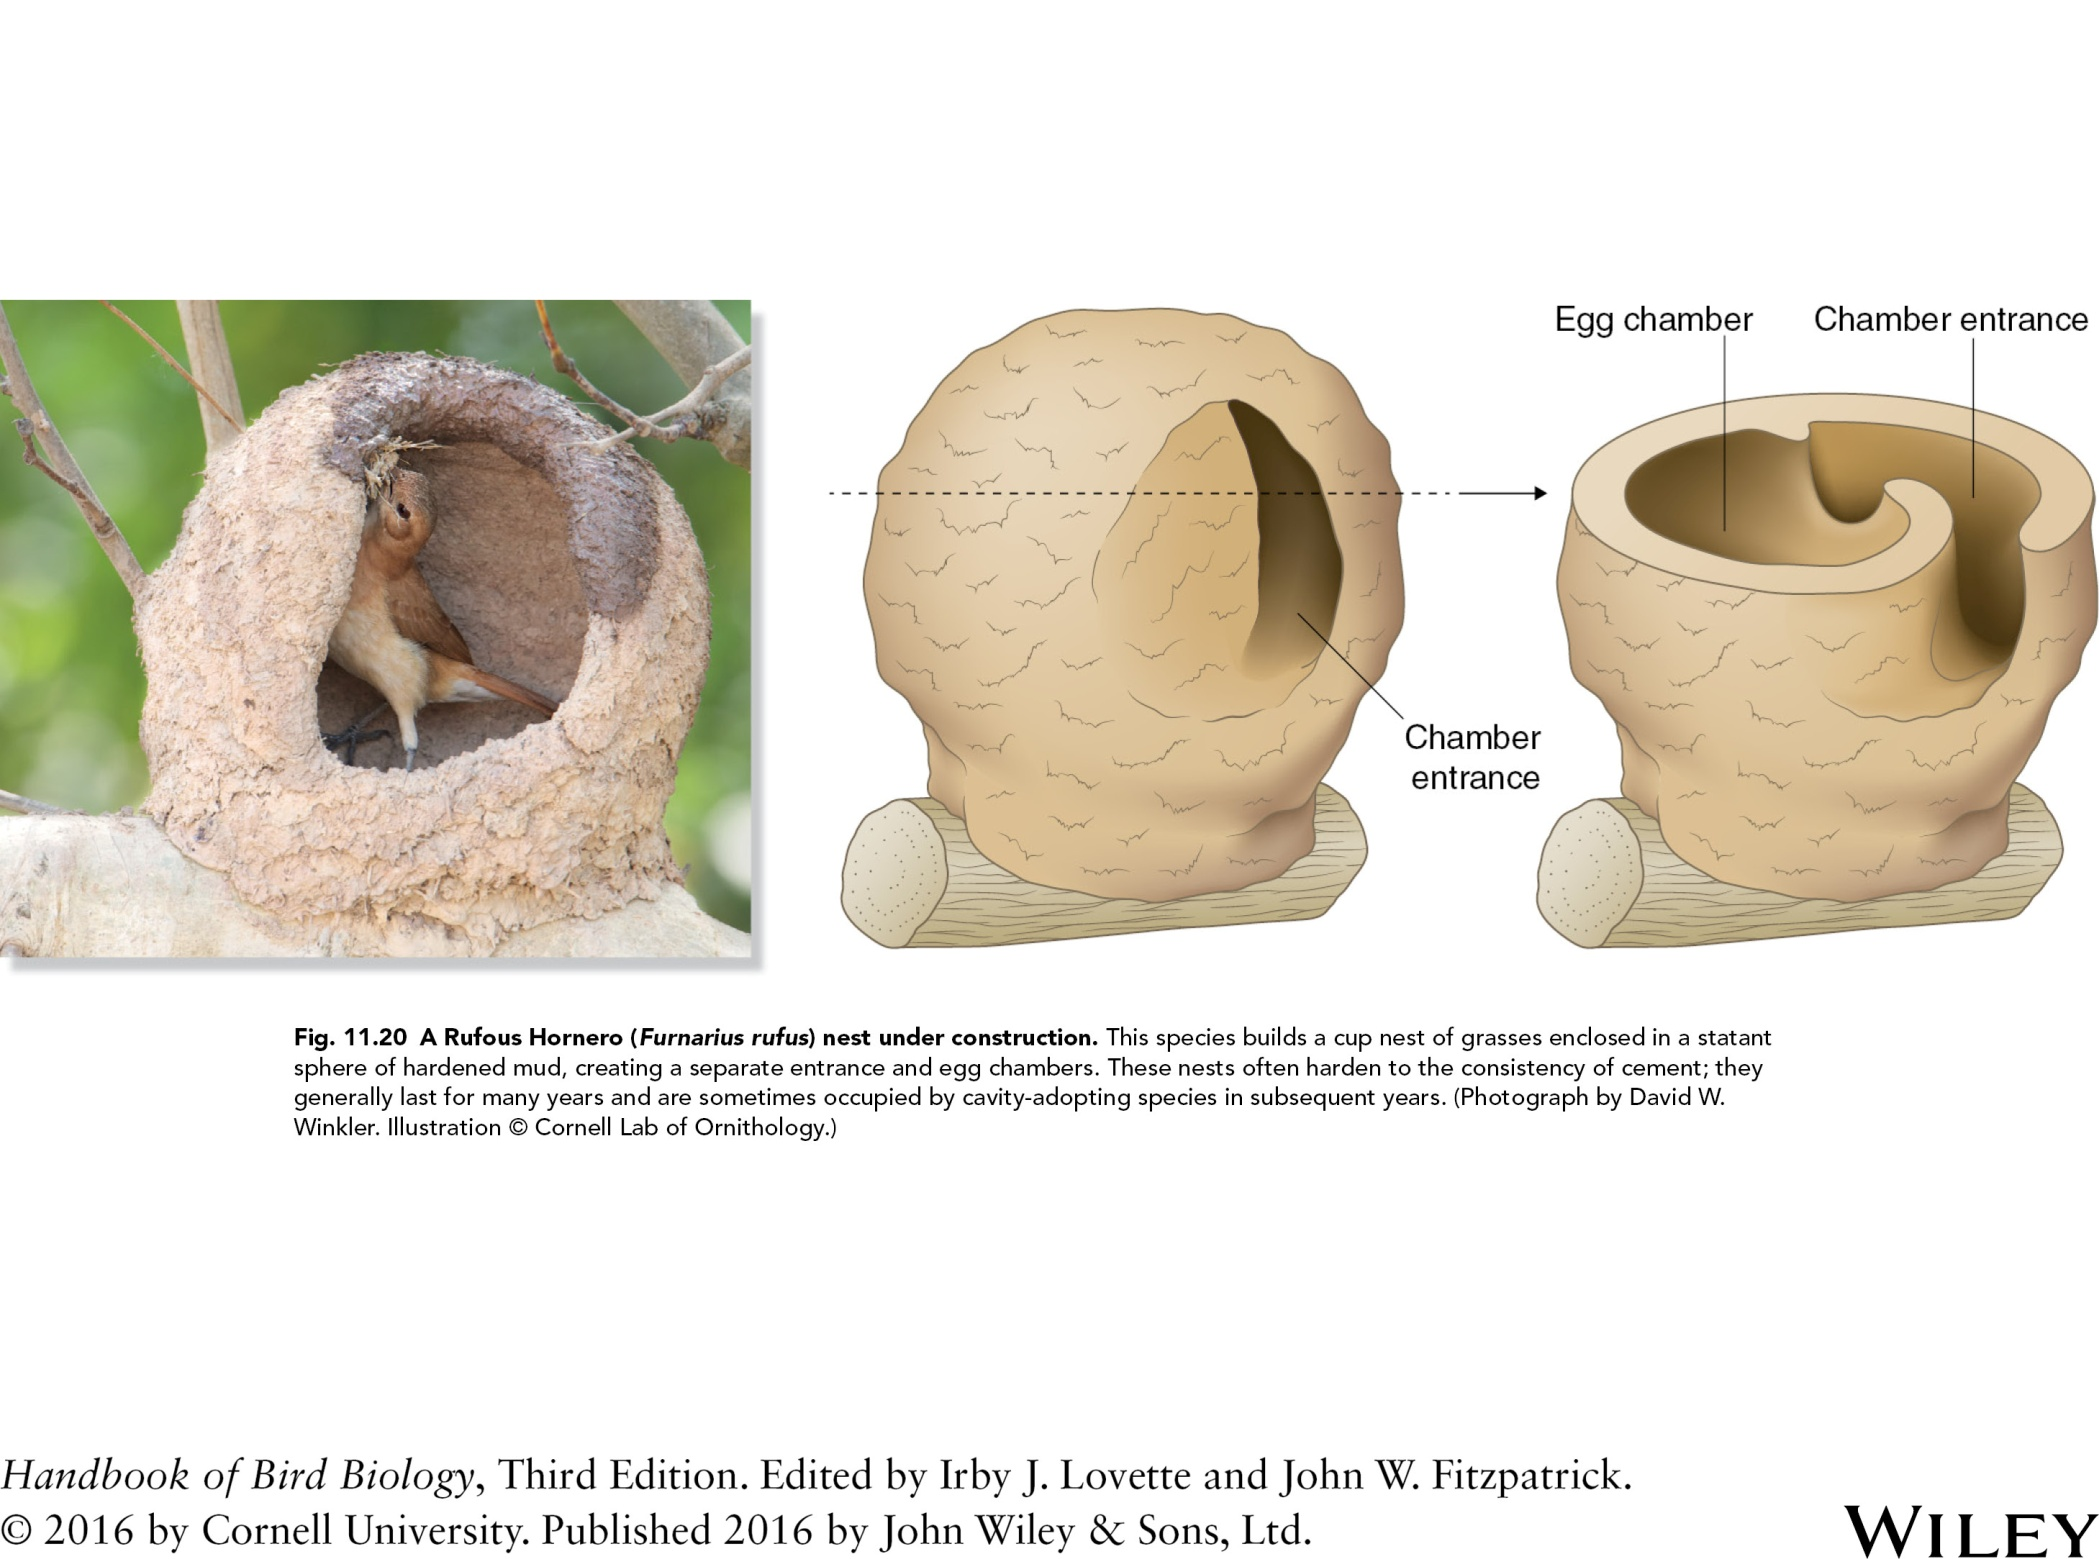 Egg chamber
Chamber entrance
Chamber
entrance
Fig. 11.20 A Rufous Hornero (Furnarius rufus) nest under construction. This species builds a cup nest of grasses enclosed in a statant
sphere of hardened mud, creating a separate entrance and egg chambers. These nests often harden to the consistency of cement; they
generally last for many years and are sometimes occupied by cavity-adopting species in subsequent years. (Photograph by David W.
Winkler. Illustration © Cornell Lab of Ornithology.)
Handbook of Bird Biology, Third Edition. Edited by Irby J. Lovette and John W. Fitzpatrick.
© 2016 by Cornell University. Published 2016 by John Wiley & Sons, Ltd.
WILEY